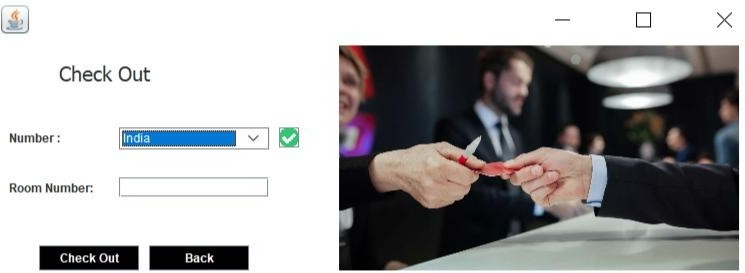 Check Out
Number :
India
Room Number:
Check Out
Back